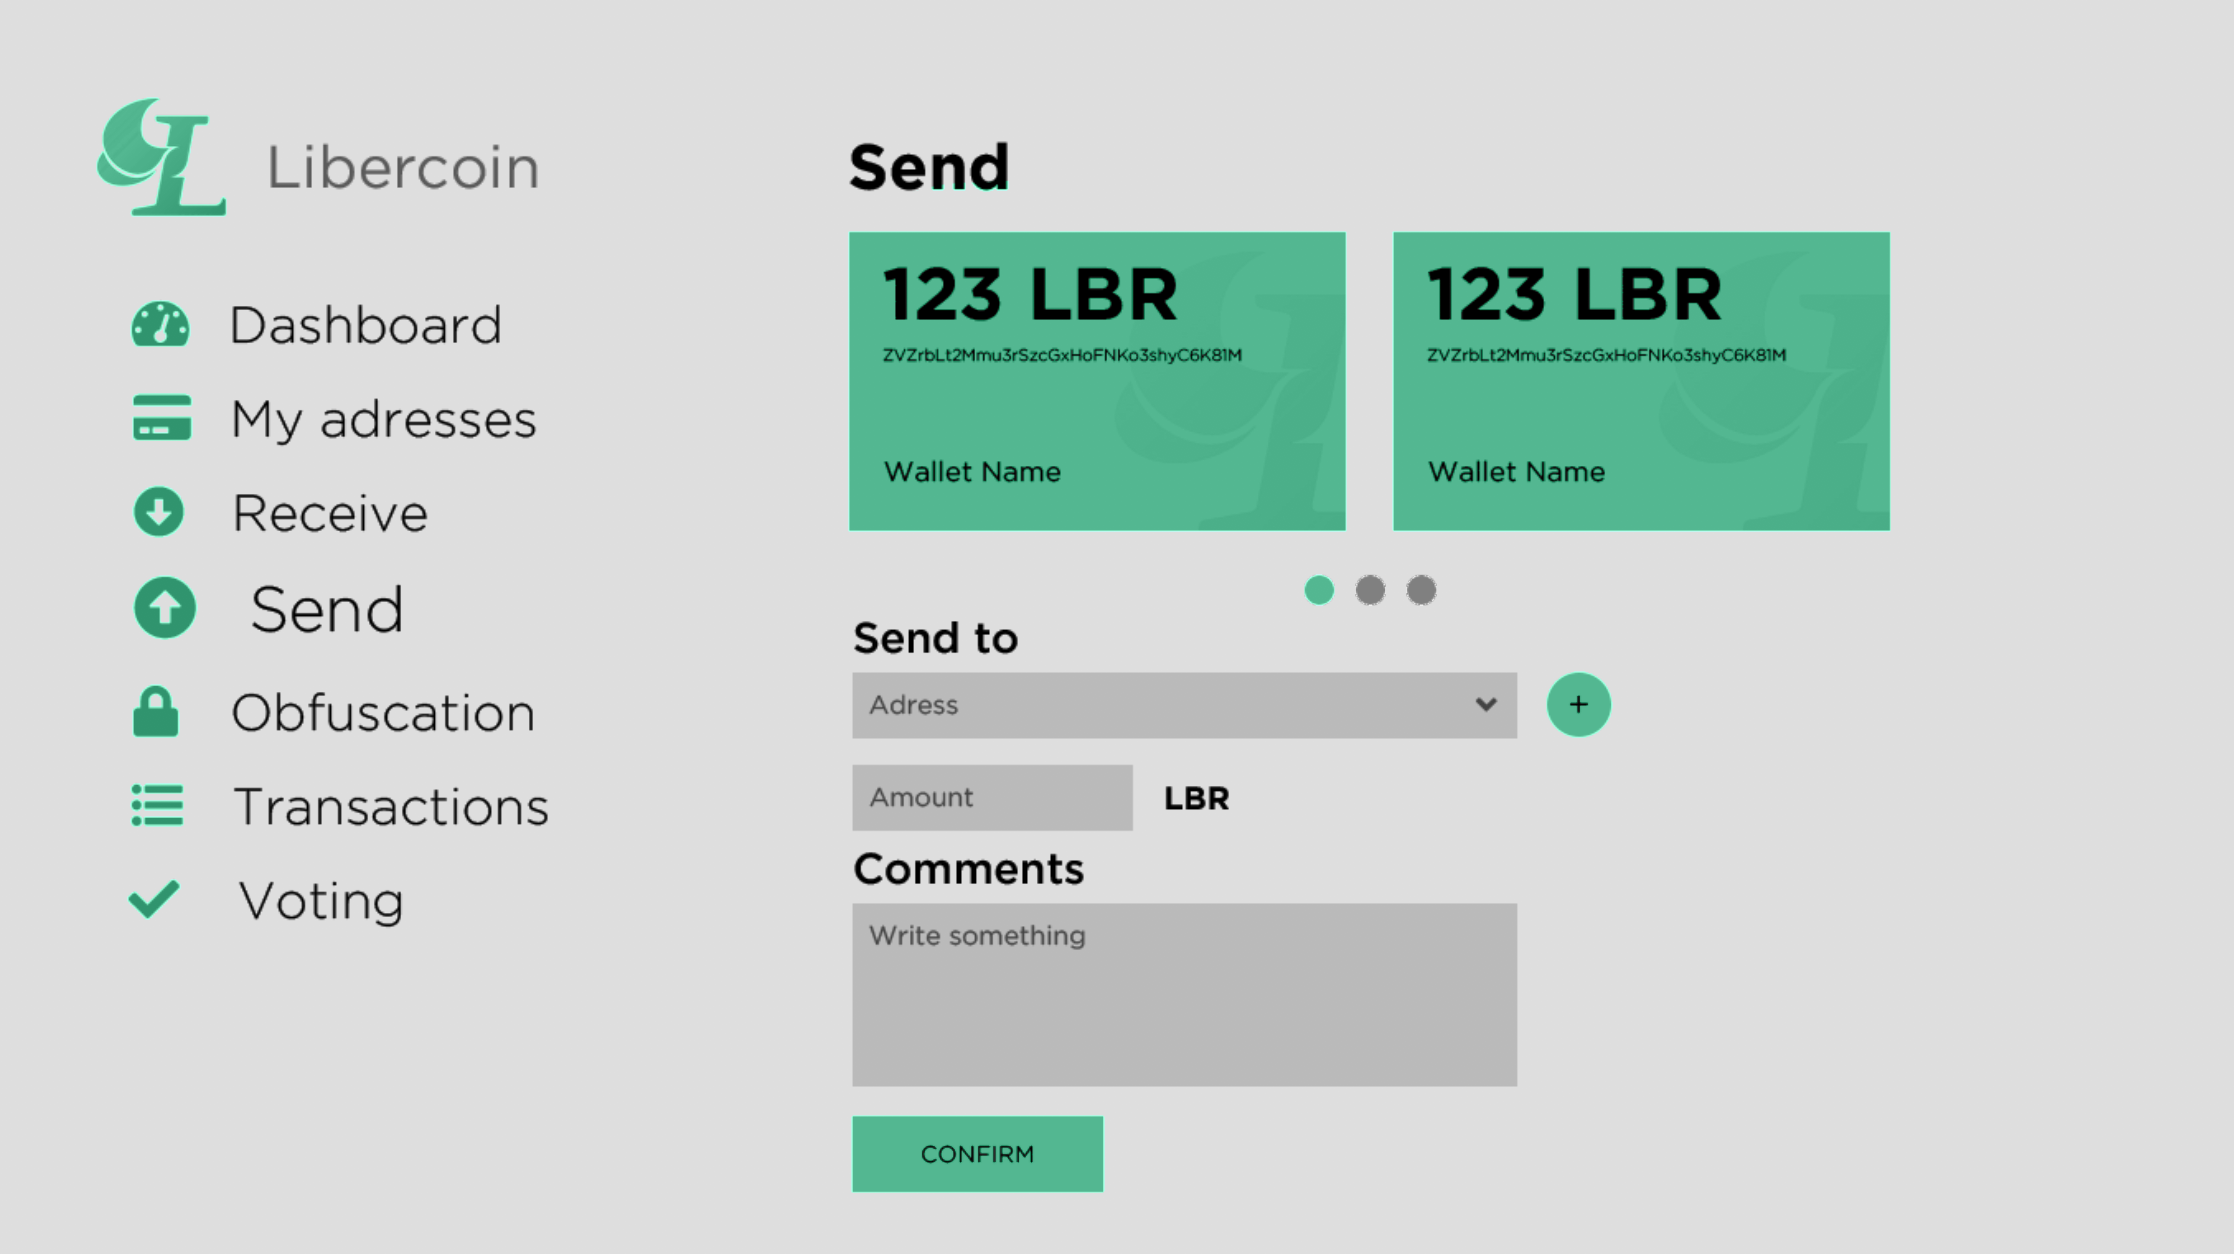 Libercoin
Dashboard
My adresses
Receive
Send
Obfuscation
Transactions
Voting
Send
123 LBR
ZVZrbLt2Mmu3rSzcGxHoFNKo3shyC6K81M
Wallet Name
123 LBR
ZVZrbLt2Mmu3rSzcGxHoFNKo3shyC6K81M
Wallet Name
Send to
Adress
+
Amount
LBR
Comments
Write something
CONFIRM